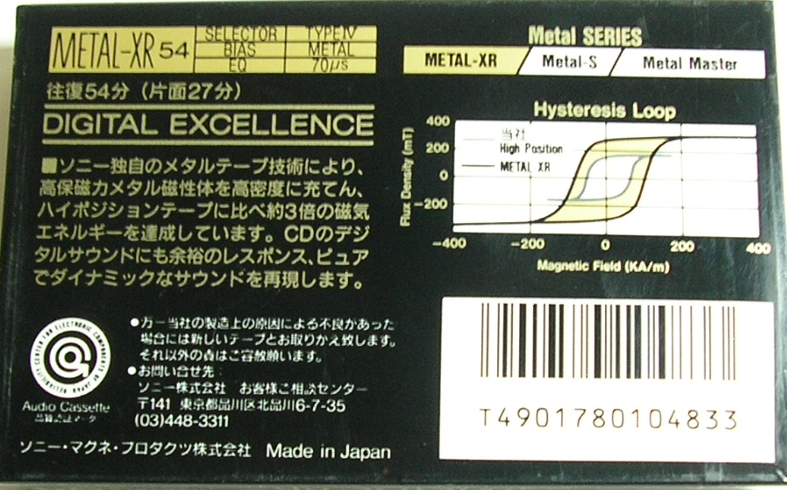 METAL-XR 54
SELECTOR TYPE IV
BIAS METAL
EQ 70μs
往復54分 (片面27分)
DIGITAL EXCELLENCE
■ソニー独自のメタルテープ技術により、
高保磁力メタル磁性体を高密度に充てん、
ハイポジションテープに比べ約3倍の磁気
エネルギーを達成しています。CDのデジ
タルサウンドにも余裕のレスポンス、ピュア
でダイナミックなサウンドを再現します。
Metal SERIES
METAL-XR Metal-S Metal Master
Hysteresis Loop
Flux Density (mT)
400
200
0
-200
当社
High Position
METAL-XR
-400 -200 0 200 400
Magnetic Field (KA/m)
Audio Cassette
●万一当社の製造上の原因による不良があった
場合には新しいテープとお取りかえ致します。
それ以外の責はご容赦願います。
●お問い合せ先:
ソニー株式会社 お客様ご相談センター
〒141 東京都品川区北品川6-7-35
(03)448-3311
ソニー・マグネ・プロダクツ株式会社 Made in Japan
T4901780104833